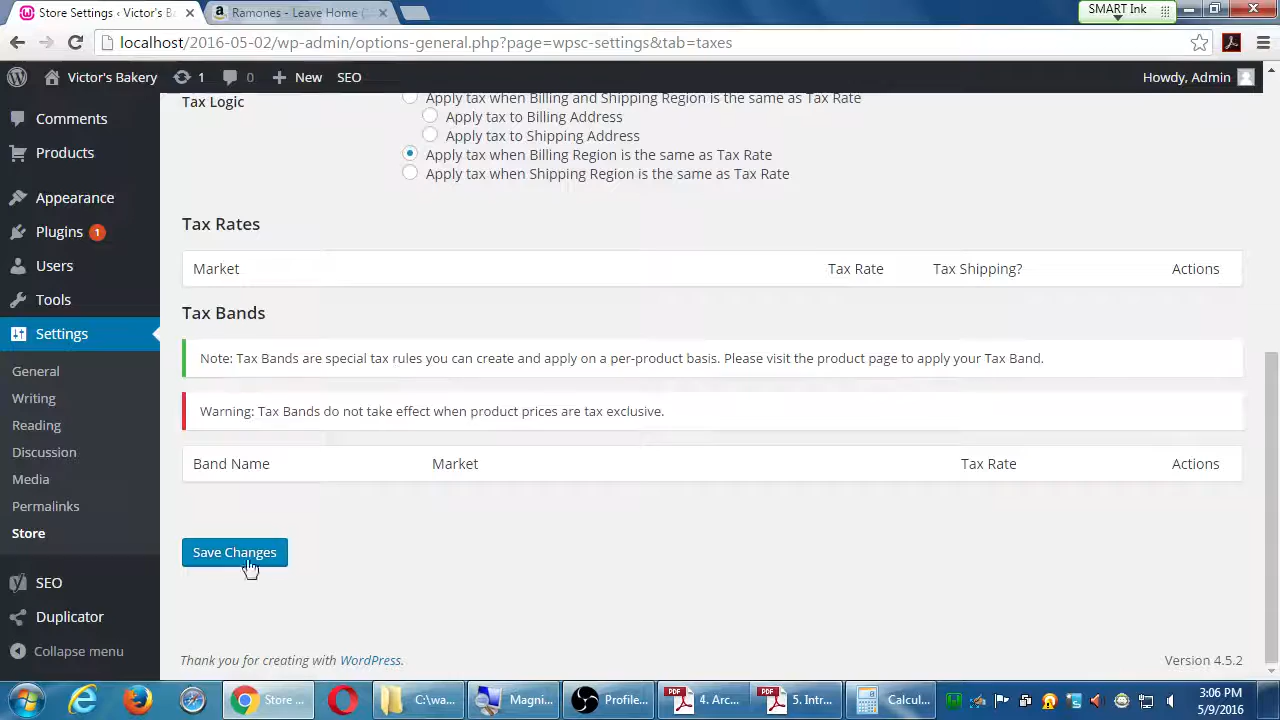 Store Settings ‹ Victor's B
Ramones - Leave Home (
SMART Ink
localhost/2016-05-02/wp-admin/options-general.php?page=wpsc-settings&tab=taxes
Victor's Bakery
1
0
New
SEO
Howdy, Admin
Comments
Products
Appearance
Plugins 1
Users
Tools
Settings
General
Writing
Reading
Discussion
Media
Permalinks
Store
SEO
Duplicator
Collapse menu
Tax Logic
Apply tax when Billing and Shipping Region is the same as Tax Rate
Apply tax to Billing Address
Apply tax to Shipping Address
Apply tax when Billing Region is the same as Tax Rate
Apply tax when Shipping Region is the same as Tax Rate
Tax Rates
Market Tax Rate Tax Shipping? Actions
Tax Bands
Note: Tax Bands are special tax rules you can create and apply on a per-product basis. Please visit the product page to apply your Tax Band.
Warning: Tax Bands do not take effect when product prices are tax exclusive.
Band Name Market Tax Rate Actions
Save Changes
Thank you for creating with WordPress.
Version 4.5.2
Store ...
C:\wa...
Magni...
Profile...
PDF
4. Arc...
PDF
5. Intr...
Calcul...
3:06 PM
5/9/2016